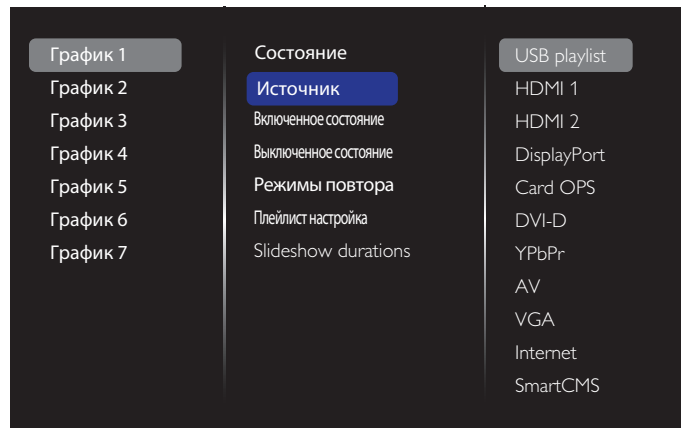 График 1
График 2
График 3
График 4
График 5
График 6
График 7
Состояние
Источник
Включенное состояние
Выключенное состояние
Режимы повтора
Плейлист настройка
Slideshow durations
USB playlist
HDMI 1
HDMI 2
DisplayPort
Card OPS
DVI-D
YPbPr
AV
VGA
Internet
SmartCMS